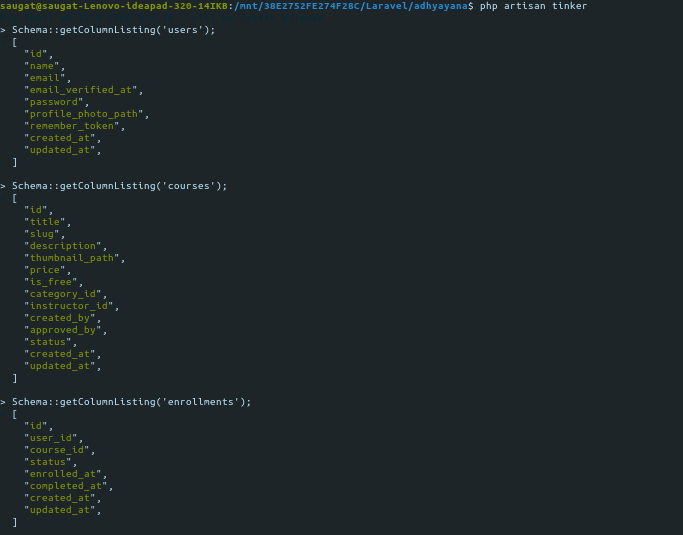 saugat@saugat-Lenovo-ideapad-320-14IKB:/mnt/38E2752FE274F28C/Laravel/adhyayana$ php artisan tinker
> Schema::getColumnListing('users');
[
"id",
"name",
"email",
"email_verified_at",
"password",
"profile_photo_path",
"remember_token",
"created_at",
"updated_at",
]
> Schema::getColumnListing('courses');
[
"id",
"title",
"slug",
"description",
"thumbnail_path",
"price",
"is_free",
"category_id",
"instructor_id",
"created_by",
"approved_by",
"status",
"created_at",
"updated_at",
]
> Schema::getColumnListing('enrollments');
[
"id",
"user_id",
"course_id",
"status",
"enrolled_at",
"completed_at",
"created_at",
"updated_at",
]